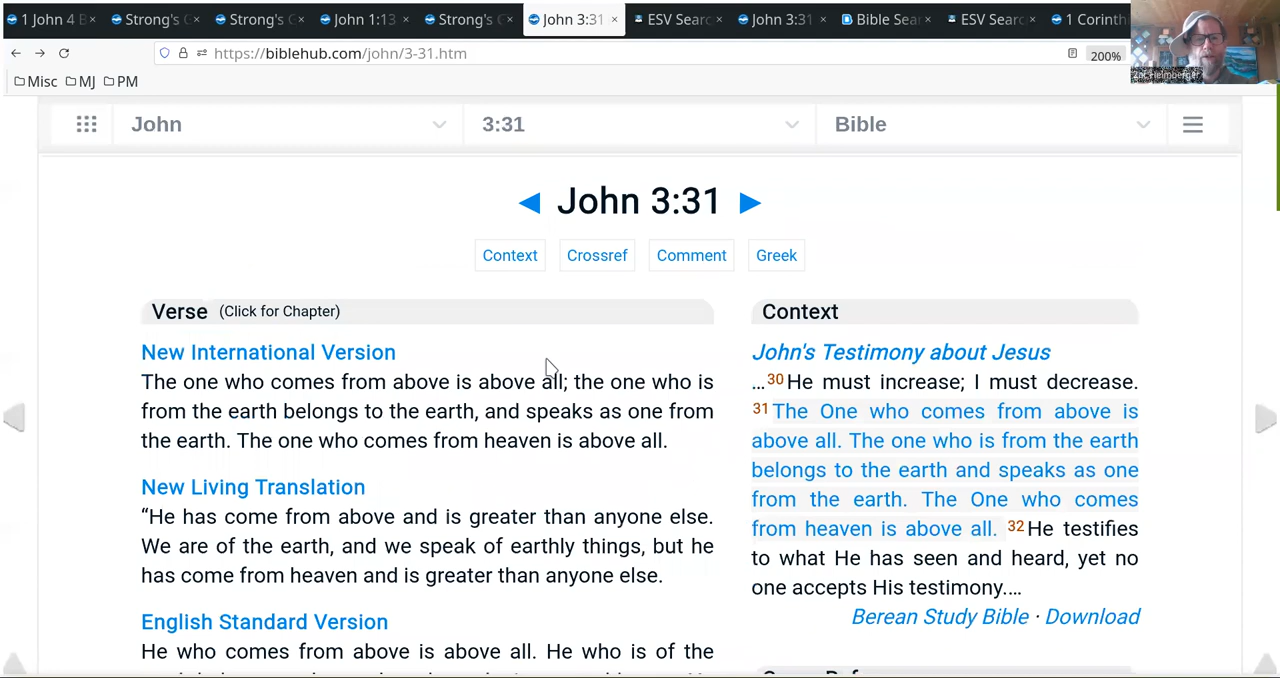 1 John 4 B
Strong's G
Strong's G
John 1:13
Strong's G
John 3:31
ESV Searc
John 3:31
Bible Sear
ESV Searc
1 Corinth
https://biblehub.com/john/3-31.htm
200%
Misc MJ PM
John 3:31 Bible
John 3:31
Context Crossref Comment Greek
Verse (Click for Chapter)
New International Version
The one who comes from above is above all; the one who is
from the earth belongs to the earth, and speaks as one from
the earth. The one who comes from heaven is above all.
New Living Translation
“He has come from above and is greater than anyone else.
We are of the earth, and we speak of earthly things, but he
has come from heaven and is greater than anyone else.
English Standard Version
He who comes from above is above all. He who is of the
Context
John's Testimony about Jesus
…30He must increase; I must decrease.
31The One who comes from above is
above all. The one who is from the earth
belongs to the earth and speaks as one
from the earth. The One who comes
from heaven is above all. 32He testifies
to what He has seen and heard, yet no
one accepts His testimony.…
Berean Study Bible · Download